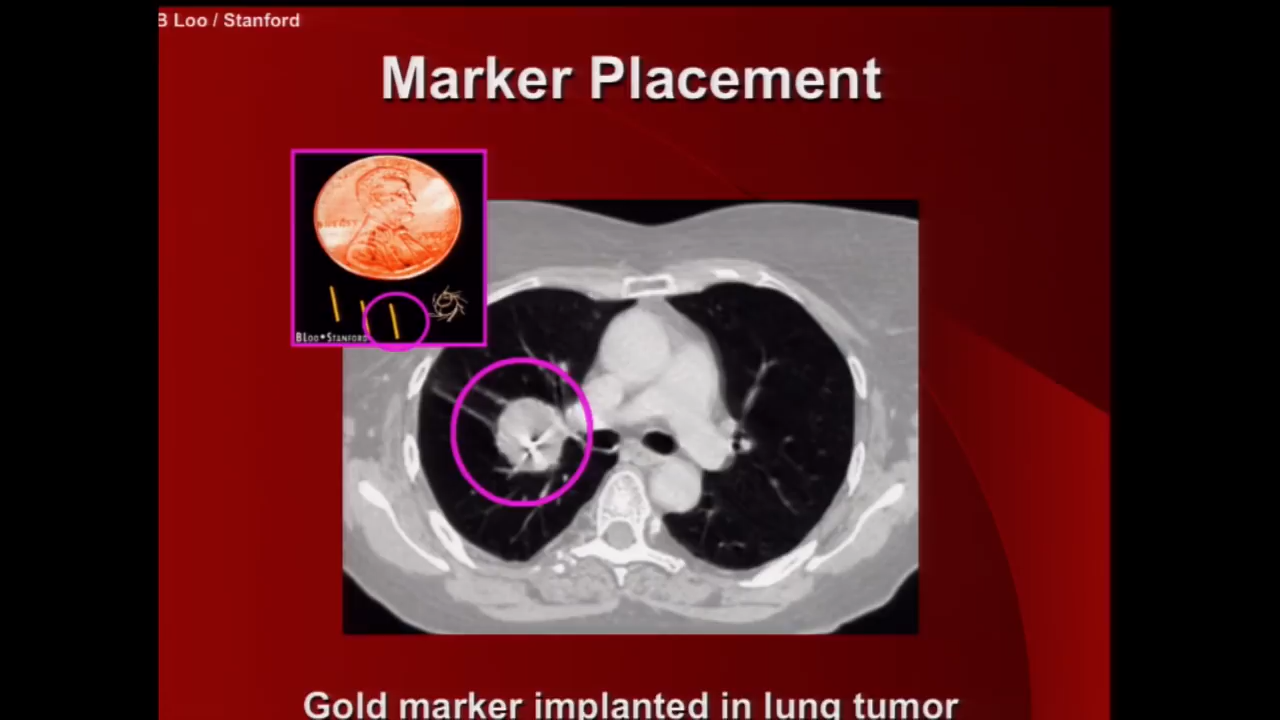 B Loo / Stanford
Marker Placement
BLOO•STANFORD
Gold marker implanted in lung tumor